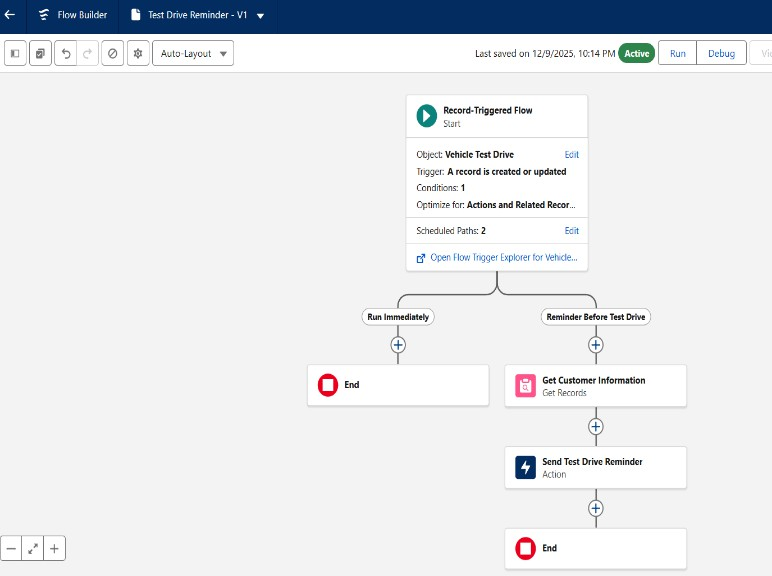 Flow Builder
Test Drive Reminder - V1
Auto-Layout
Last saved on 12/9/2025, 10:14 PM
Active
Run
Debug
Record-Triggered Flow
Start
Object: Vehicle Test Drive
Edit
Trigger: A record is created or updated
Conditions: 1
Optimize for: Actions and Related Recor...
Scheduled Paths: 2
Edit
Open Flow Trigger Explorer for Vehicle...
Run Immediately
Reminder Before Test Drive
End
Get Customer Information
Get Records
Send Test Drive Reminder
Action
End